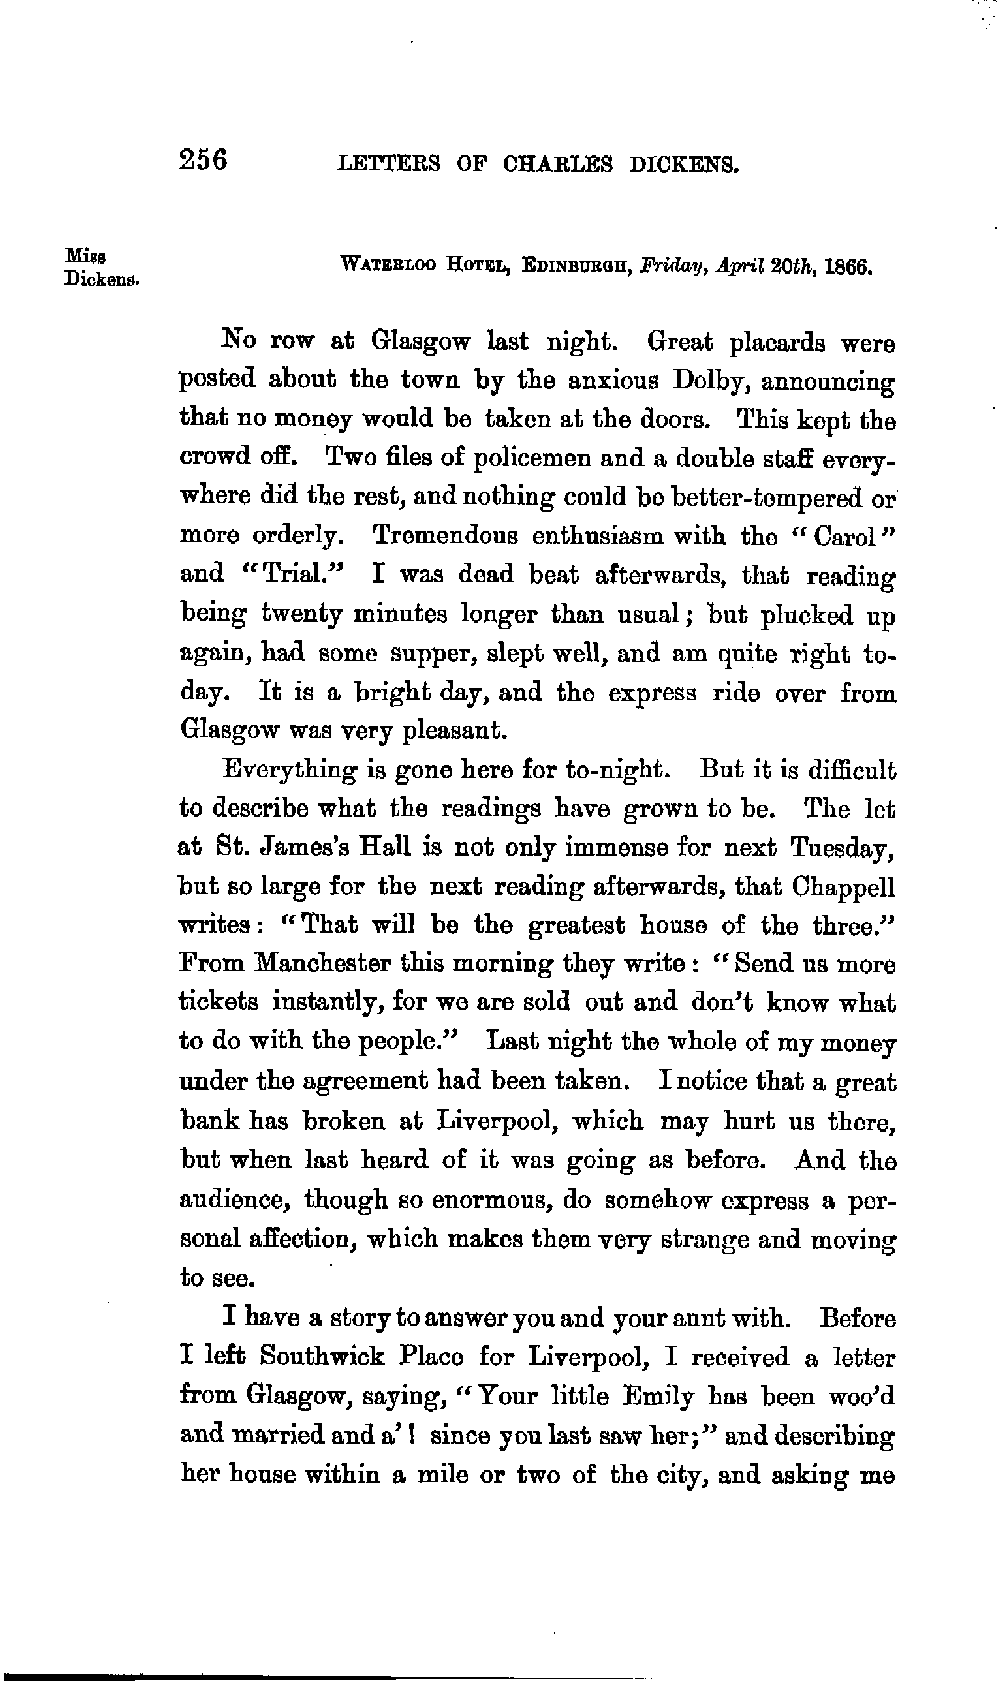 256 LETTERS OF CHARLES DICKENS.
Miss
Dickens.
WATERLOO HOTEL, EDINBURGH, Friday, April 20th, 1866.
No row at Glasgow last night. Great placards were
posted about the town by the anxious Dolby, announcing
that no money would be taken at the doors. This kept the
crowd off. Two files of policemen and a double staff every-
where did the rest, and nothing could be better-tempered or
more orderly. Tremendous enthusiasm with the "Carol"
and "Trial." I was dead beat afterwards, that reading
being twenty minutes longer than usual; but plucked up
again, had some supper, slept well, and am quite right to-
day. It is a bright day, and the express ride over from
Glasgow was very pleasant.
Everything is gone here for to-night. But it is difficult
to describe what the readings have grown to be. The let
at St. James's Hall is not only immense for next Tuesday,
but so large for the next reading afterwards, that Chappell
writes: "That will be the greatest house of the three."
From Manchester this morning they write: "Send us more
tickets instantly, for we are sold out and don't know what
to do with the people." Last night the whole of my money
under the agreement had been taken. I notice that a great
bank has broken at Liverpool, which may hurt us there,
but when last heard of it was going as before. And the
audience, though so enormous, do somehow express a per-
sonal affection, which makes them very strange and moving
to see.
I have a story to answer you and your aunt with. Before
I left Southwick Place for Liverpool, I received a letter
from Glasgow, saying, "Your little Emily has been woo'd
and married and a'! since you last saw her;" and describing
her house within a mile or two of the city, and asking me